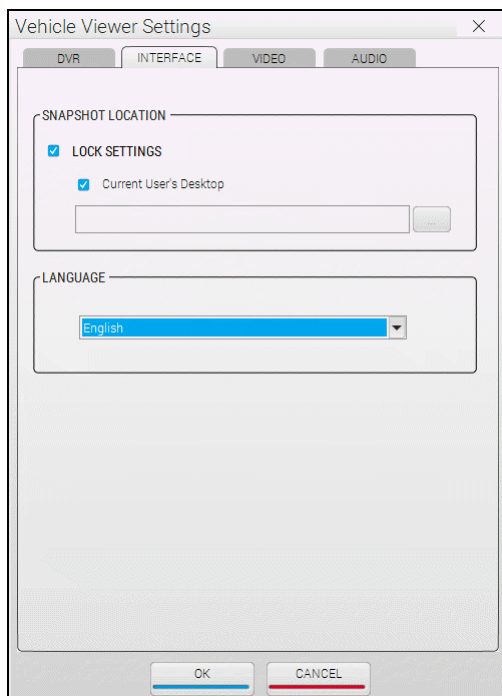 Vehicle Viewer Settings
DVR INTERFACE VIDEO AUDIO
SNAPSHOT LOCATION
LOCK SETTINGS
Current User's Desktop
...
LANGUAGE
English
OK CANCEL